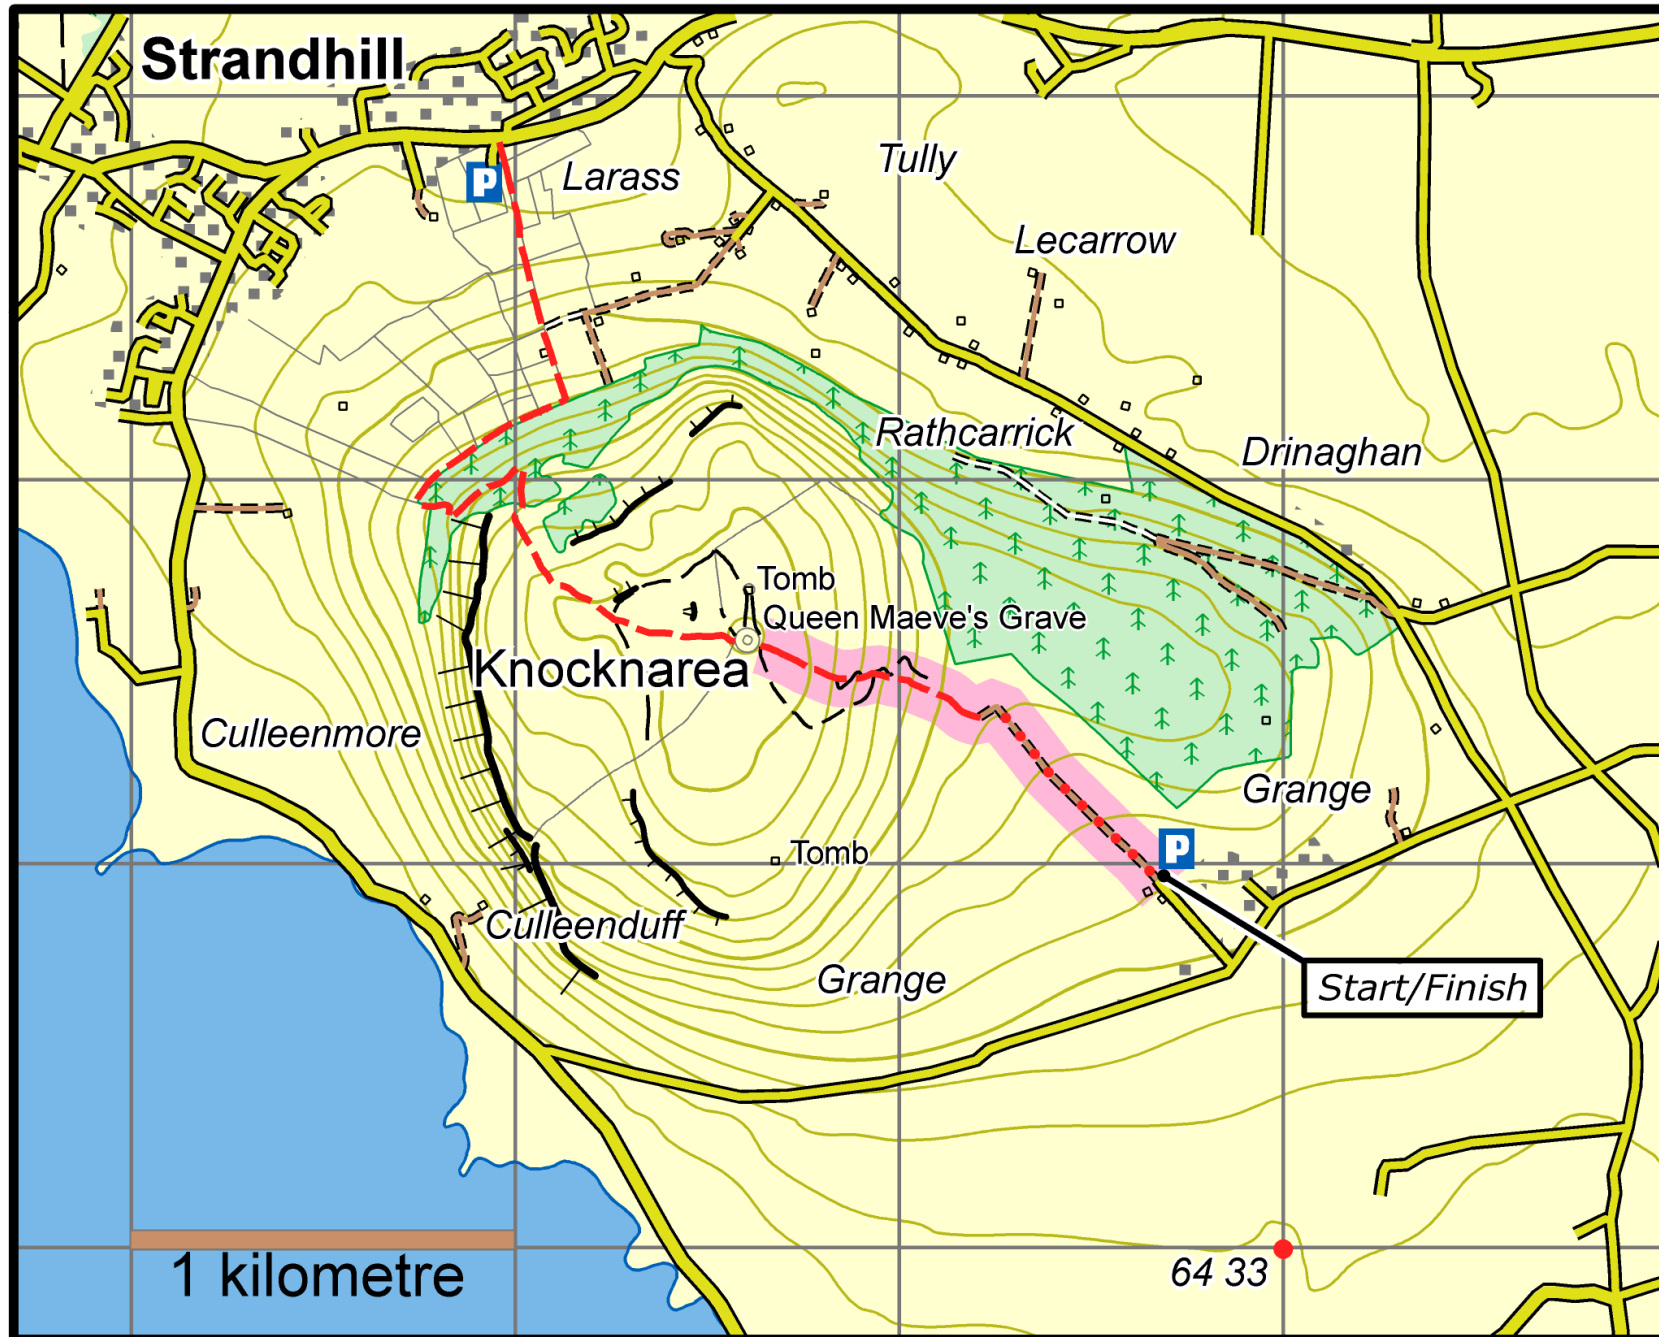 Strandhill
P
Larass
Tully
Lecarrow
Rathcarrick
Drinaghan
Tomb
Queen Maeve's Grave
Knocknarea
Culleenmore
Grange
P
Tomb
Culleenduff
Grange
Start/Finish
1 kilometre
64 33